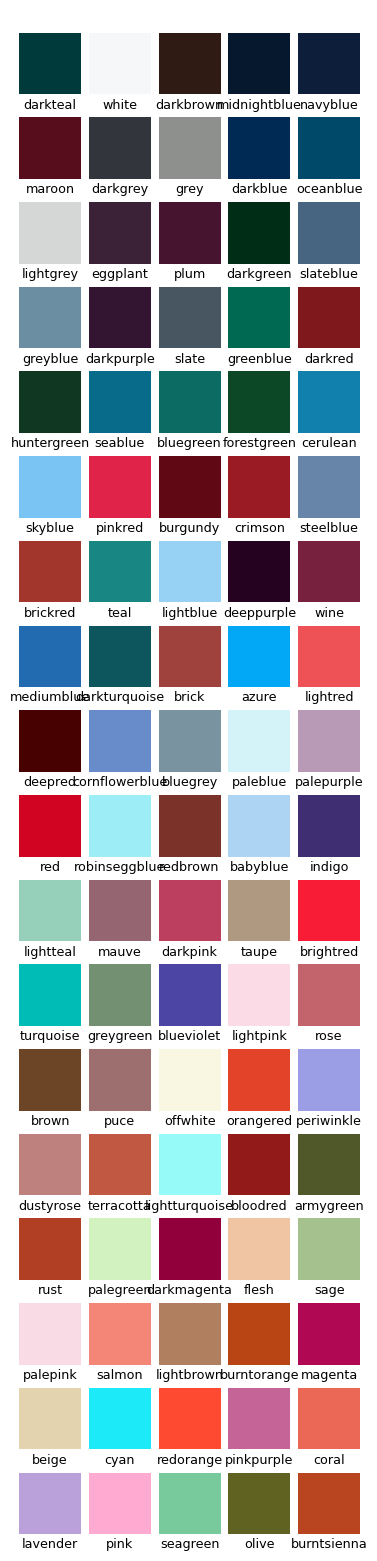 darkteal white darkbrown midnightblue navyblue
maroon darkgrey grey darkblue oceanblue
lightgrey eggplant plum darkgreen slateblue
greyblue darkpurple slate greenblue darkred
huntergreen seablue bluegreen forestgreen cerulean
skyblue pinkred burgundy crimson steelblue
brickred teal lightblue deeppurple wine
mediumblue darkturquoise brick azure lightred
deepred cornflowerblue bluegrey paleblue palepurple
red robinseggblue redbrown babyblue indigo
lightteal mauve darkpink taupe brightred
turquoise greygreen blueviolet lightpink rose
brown puce offwhite orangered periwinkle
dustyrose terracotta lightturquoise bloodred armygreen
rust palegreen darkmagenta flesh sage
palepink salmon lightbrown burntorange magenta
beige cyan redorange pinkpurple coral
lavender pink seagreen olive burntsienna